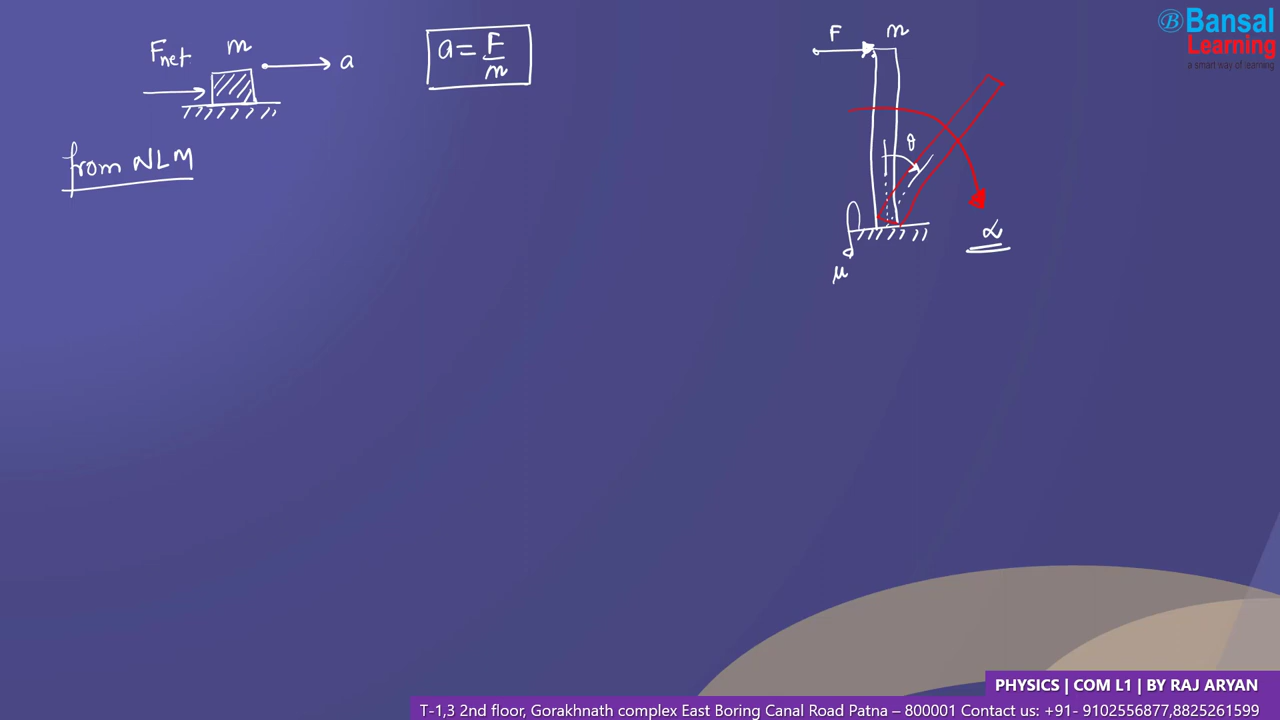 F_net
m
a
a = F/m
from NLM
F
m
θ
α
μ
B Bansal
Learning
a smart way of learning.
PHYSICS | COM L1 | BY RAJ ARYAN
T-1,3 2nd floor, Gorakhnath complex East Boring Canal Road Patna – 800001 Contact us: +91- 9102556877,8825261599